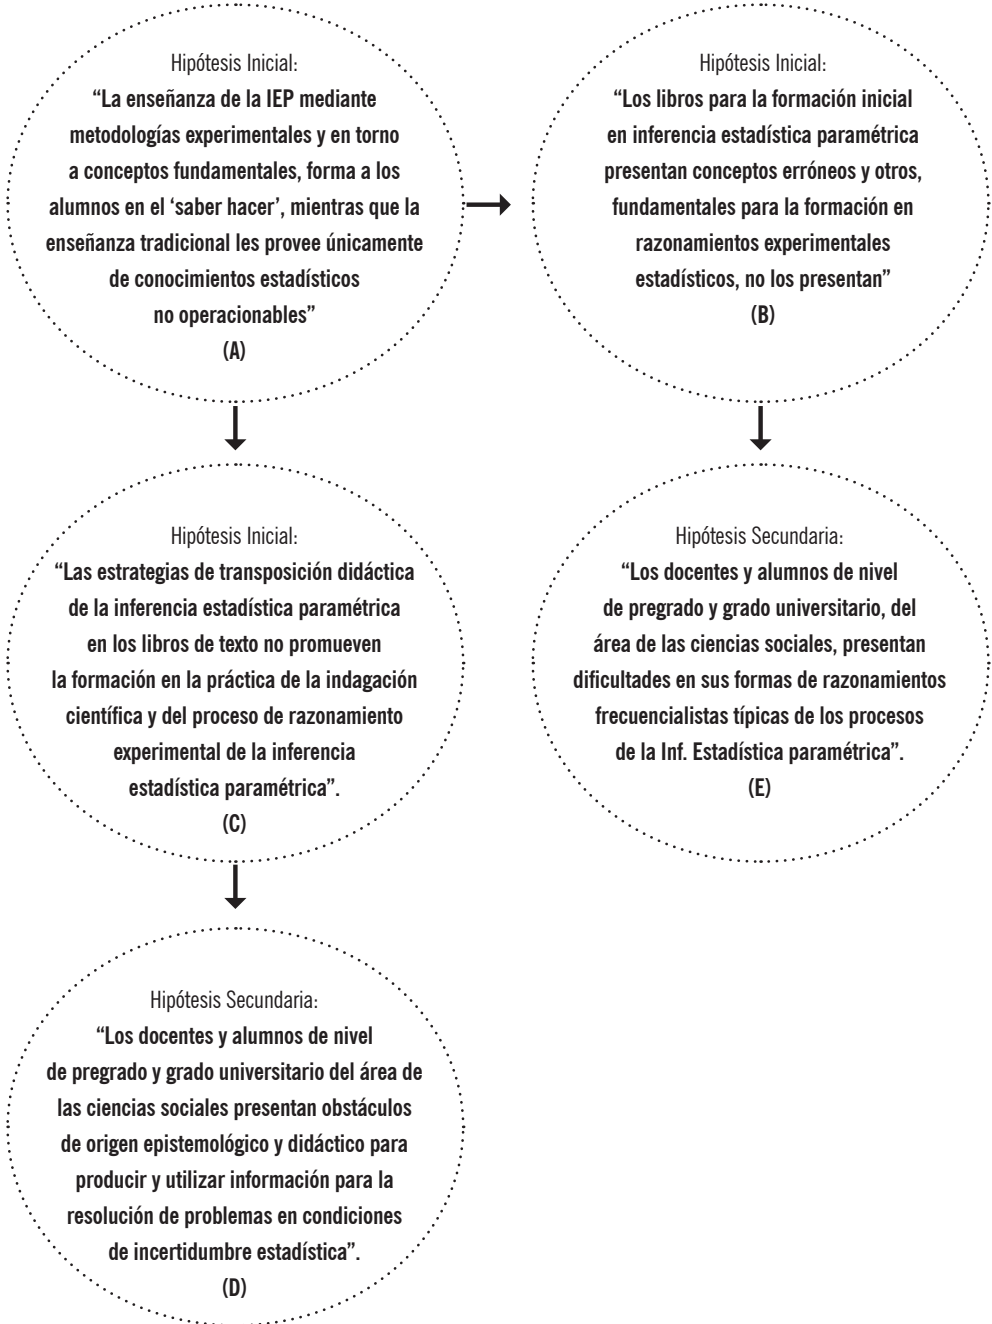 Hipótesis Inicial:
“La enseñanza de la IEP mediante
metodologías experimentales y en torno
a conceptos fundamentales, forma a los
alumnos en el ‘saber hacer’, mientras que la
enseñanza tradicional les provee únicamente
de conocimientos estadísticos
no operacionables”
(A)
Hipótesis Inicial:
“Los libros para la formación inicial
en inferencia estadística paramétrica
presentan conceptos erróneos y otros,
fundamentales para la formación en
razonamientos experimentales
estadísticos, no los presentan”
(B)
Hipótesis Inicial:
“Las estrategias de transposición didáctica
de la inferencia estadística paramétrica
en los libros de texto no promueven
la formación en la práctica de la indagación
científica y del proceso de razonamiento
experimental de la inferencia
estadística paramétrica”.
(C)
Hipótesis Secundaria:
“Los docentes y alumnos de nivel
de pregrado y grado universitario, del
área de las ciencias sociales, presentan
dificultades en sus formas de razonamientos
frecuencialistas típicas de los procesos
de la Inf. Estadística paramétrica”.
(E)
Hipótesis Secundaria:
“Los docentes y alumnos de nivel
de pregrado y grado universitario del área de
las ciencias sociales presentan obstáculos
de origen epistemológico y didáctico para
producir y utilizar información para la
resolución de problemas en condiciones
de incertidumbre estadística”.
(D)